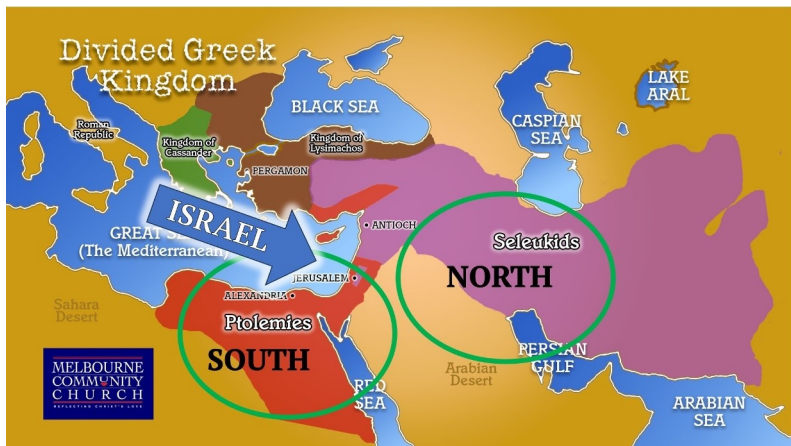 Divided Greek
Kingdom
BLACK SEA
LAKE
ARAL
CASPIAN
SEA
Roman
Republic
Kingdom of
Cassander
Kingdom of
Lysimachos
PERGAMON
ISRAEL
GREAT
(The Mediterranean)
ANTIOCH
Seleukids
NORTH
JERUSALEM
ALEXANDRIA
Sahara
Desert
Ptolemies
SOUTH
PERSIAN
GULF
Arabian
Desert
RED
SEA
ARABIAN
SEA
MELBOURNE
COMMUNITY
CHURCH
REFLECTING CHRIST'S LOVE